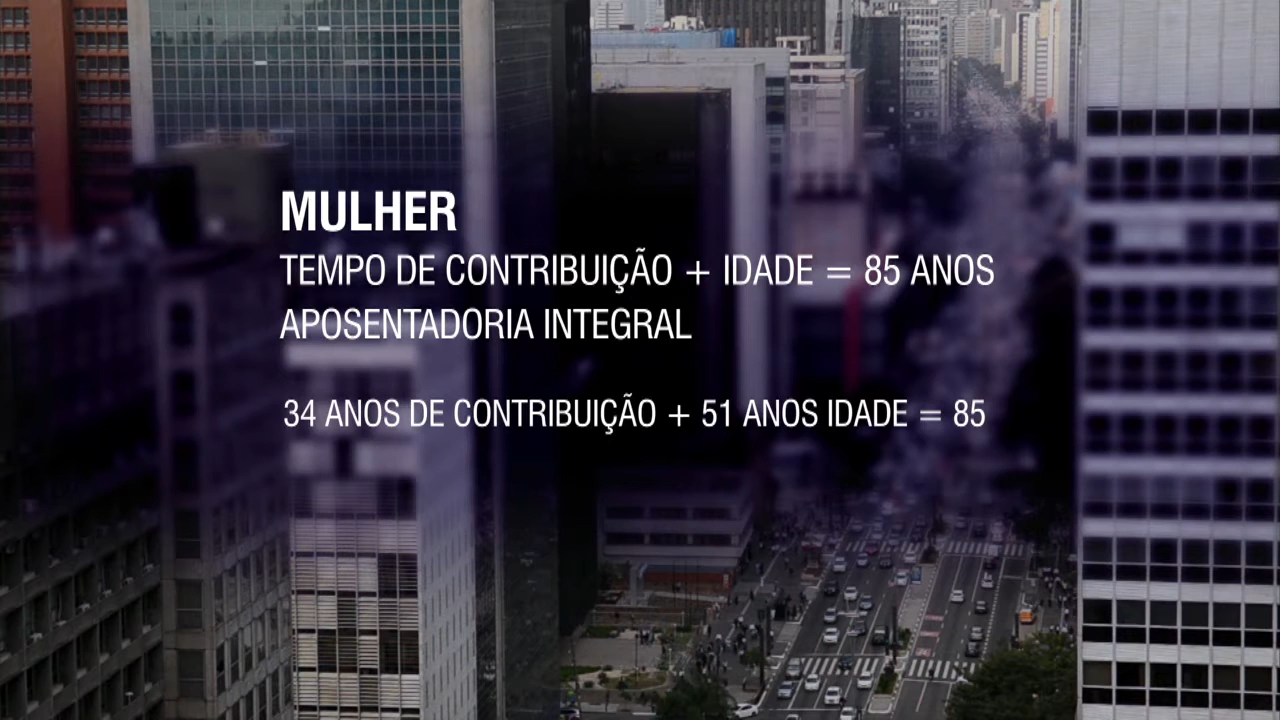 MULHER
TEMPO DE CONTRIBUIÇÃO + IDADE = 85 ANOS
APOSENTADORIA INTEGRAL
34 ANOS DE CONTRIBUIÇÃO + 51 ANOS IDADE = 85